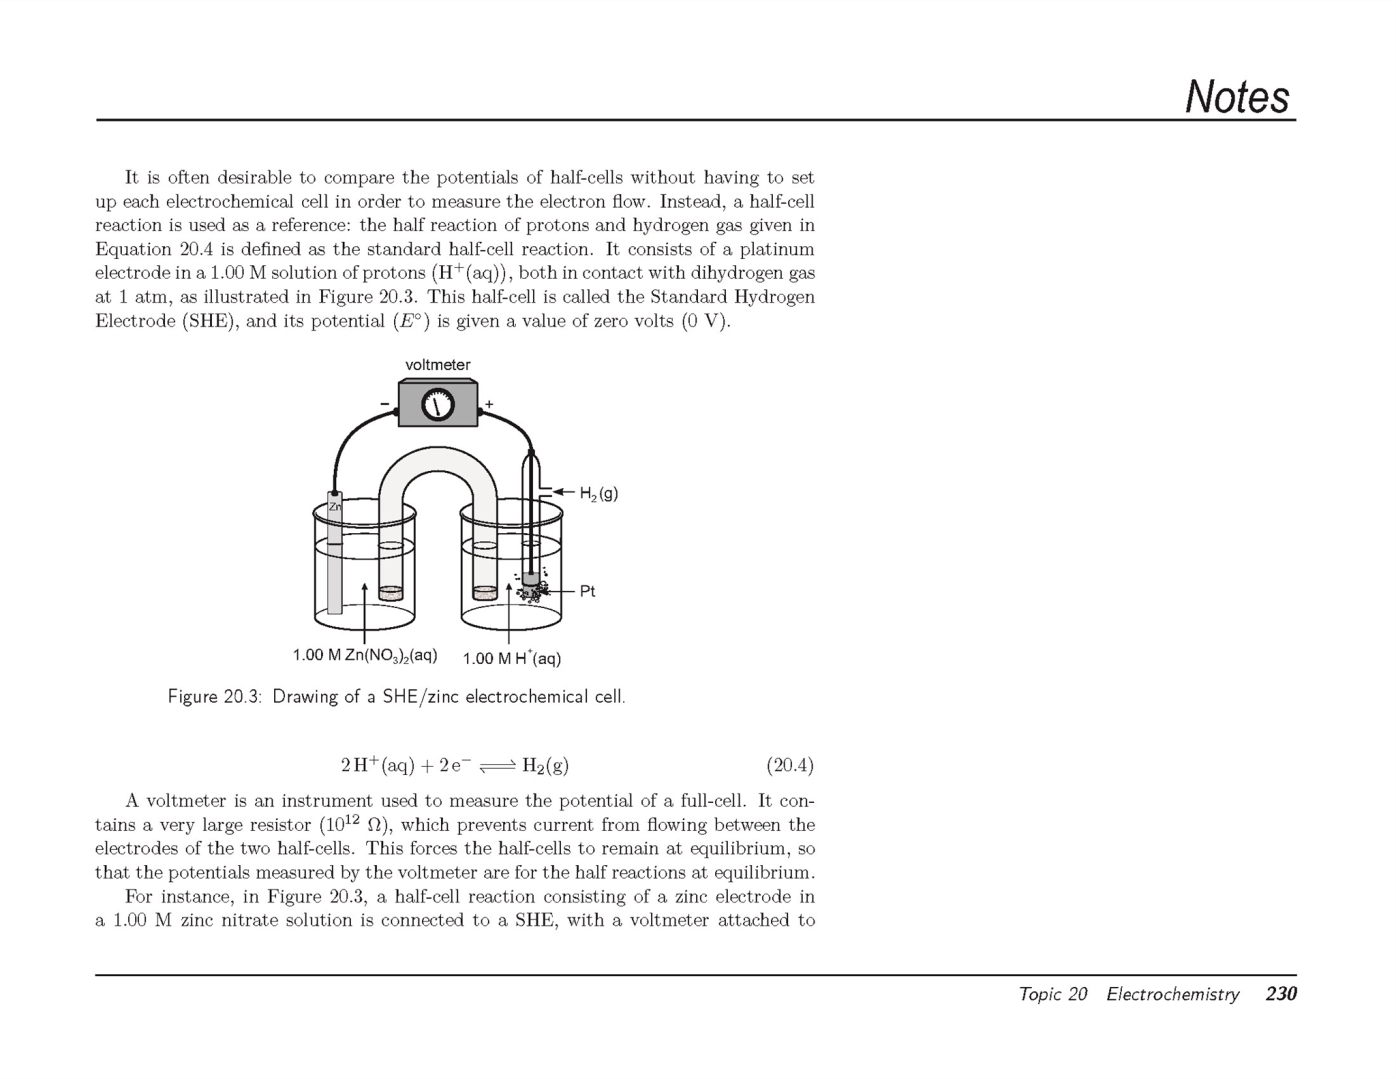 Notes
It is often desirable to compare the potentials of half-cells without having to set
up each electrochemical cell in order to measure the electron flow. Instead, a half-cell
reaction is used as a reference: the half reaction of protons and hydrogen gas given in
Equation 20.4 is defined as the standard half-cell reaction. It consists of a platinum
electrode in a 1.00 M solution of protons (H⁺(aq)), both in contact with dihydrogen gas
at 1 atm, as illustrated in Figure 20.3. This half-cell is called the Standard Hydrogen
Electrode (SHE), and its potential (E°) is given a value of zero volts (0 V).
voltmeter
− +
H₂(g)
Zn
Pt
1.00 M Zn(NO₃)₂(aq) 1.00 M H⁺(aq)
Figure 20.3: Drawing of a SHE/zinc electrochemical cell.
2 H⁺(aq) + 2 e⁻ ⇌ H₂(g) (20.4)
A voltmeter is an instrument used to measure the potential of a full-cell. It con-
tains a very large resistor (10¹² Ω), which prevents current from flowing between the
electrodes of the two half-cells. This forces the half-cells to remain at equilibrium, so
that the potentials measured by the voltmeter are for the half reactions at equilibrium.
For instance, in Figure 20.3, a half-cell reaction consisting of a zinc electrode in
a 1.00 M zinc nitrate solution is connected to a SHE, with a voltmeter attached to
Topic 20 Electrochemistry 230